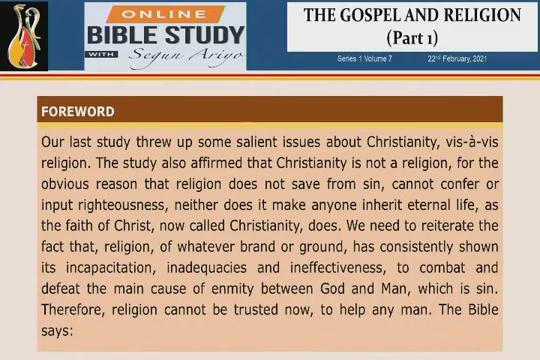 ONLINE
BIBLE STUDY
WITH Segun Ariyo
THE GOSPEL AND RELIGION
(Part 1)
Series 1 Volume 7 22nd February, 2021
FOREWORD
Our last study threw up some salient issues about Christianity, vis-à-vis
religion. The study also affirmed that Christianity is not a religion, for the
obvious reason that religion does not save from sin, cannot confer or
input righteousness, neither does it make anyone inherit eternal life, as
the faith of Christ, now called Christianity, does. We need to reiterate the
fact that, religion, of whatever brand or ground, has consistently shown
its incapacitation, inadequacies and ineffectiveness, to combat and
defeat the main cause of enmity between God and Man, which is sin.
Therefore, religion cannot be trusted now, to help any man. The Bible
says: